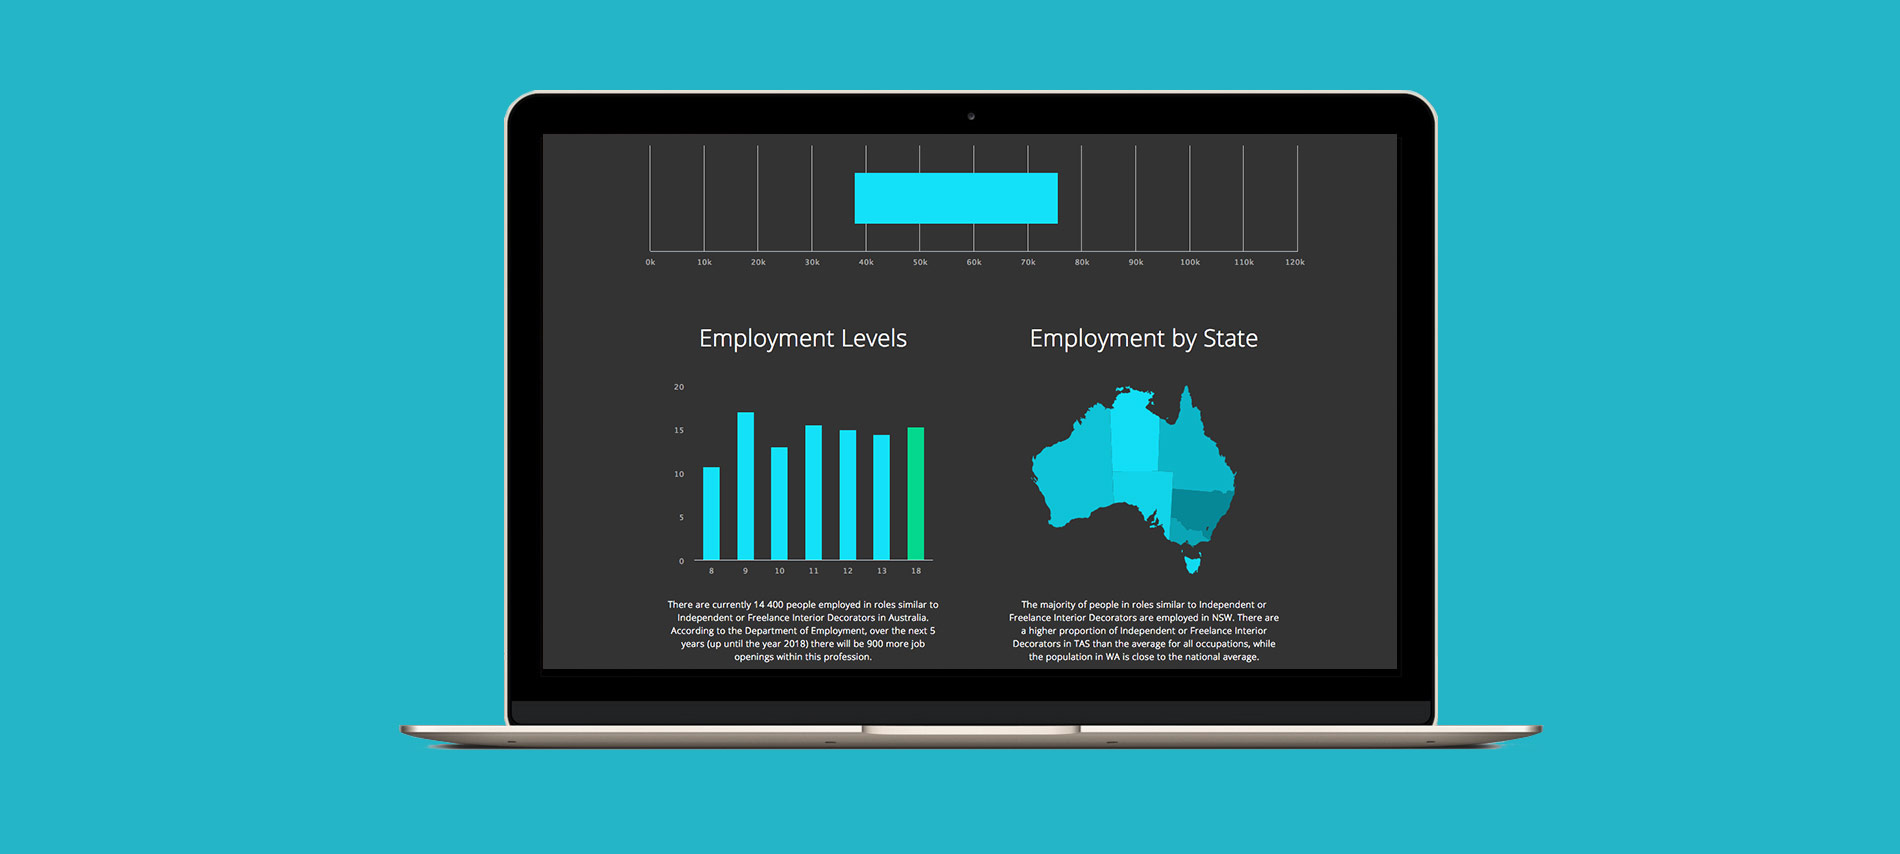 0k 10k 20k 30k 40k 50k 60k 70k 80k 90k 100k 110k 120k
Employment Levels
20
15
10
5
0
8 9 10 11 12 13 18
There are currently 14 400 people employed in roles similar to
Independent or Freelance Interior Decorators in Australia.
According to the Department of Employment, over the next 5
years (up until the year 2018) there will be 900 more job
openings within this profession.
Employment by State
The majority of people in roles similar to Independent or
Freelance Interior Decorators are employed in NSW. There are
a higher proportion of Independent or Freelance Interior
Decorators in TAS than the average for all occupations, while
the population in WA is close to the national average.